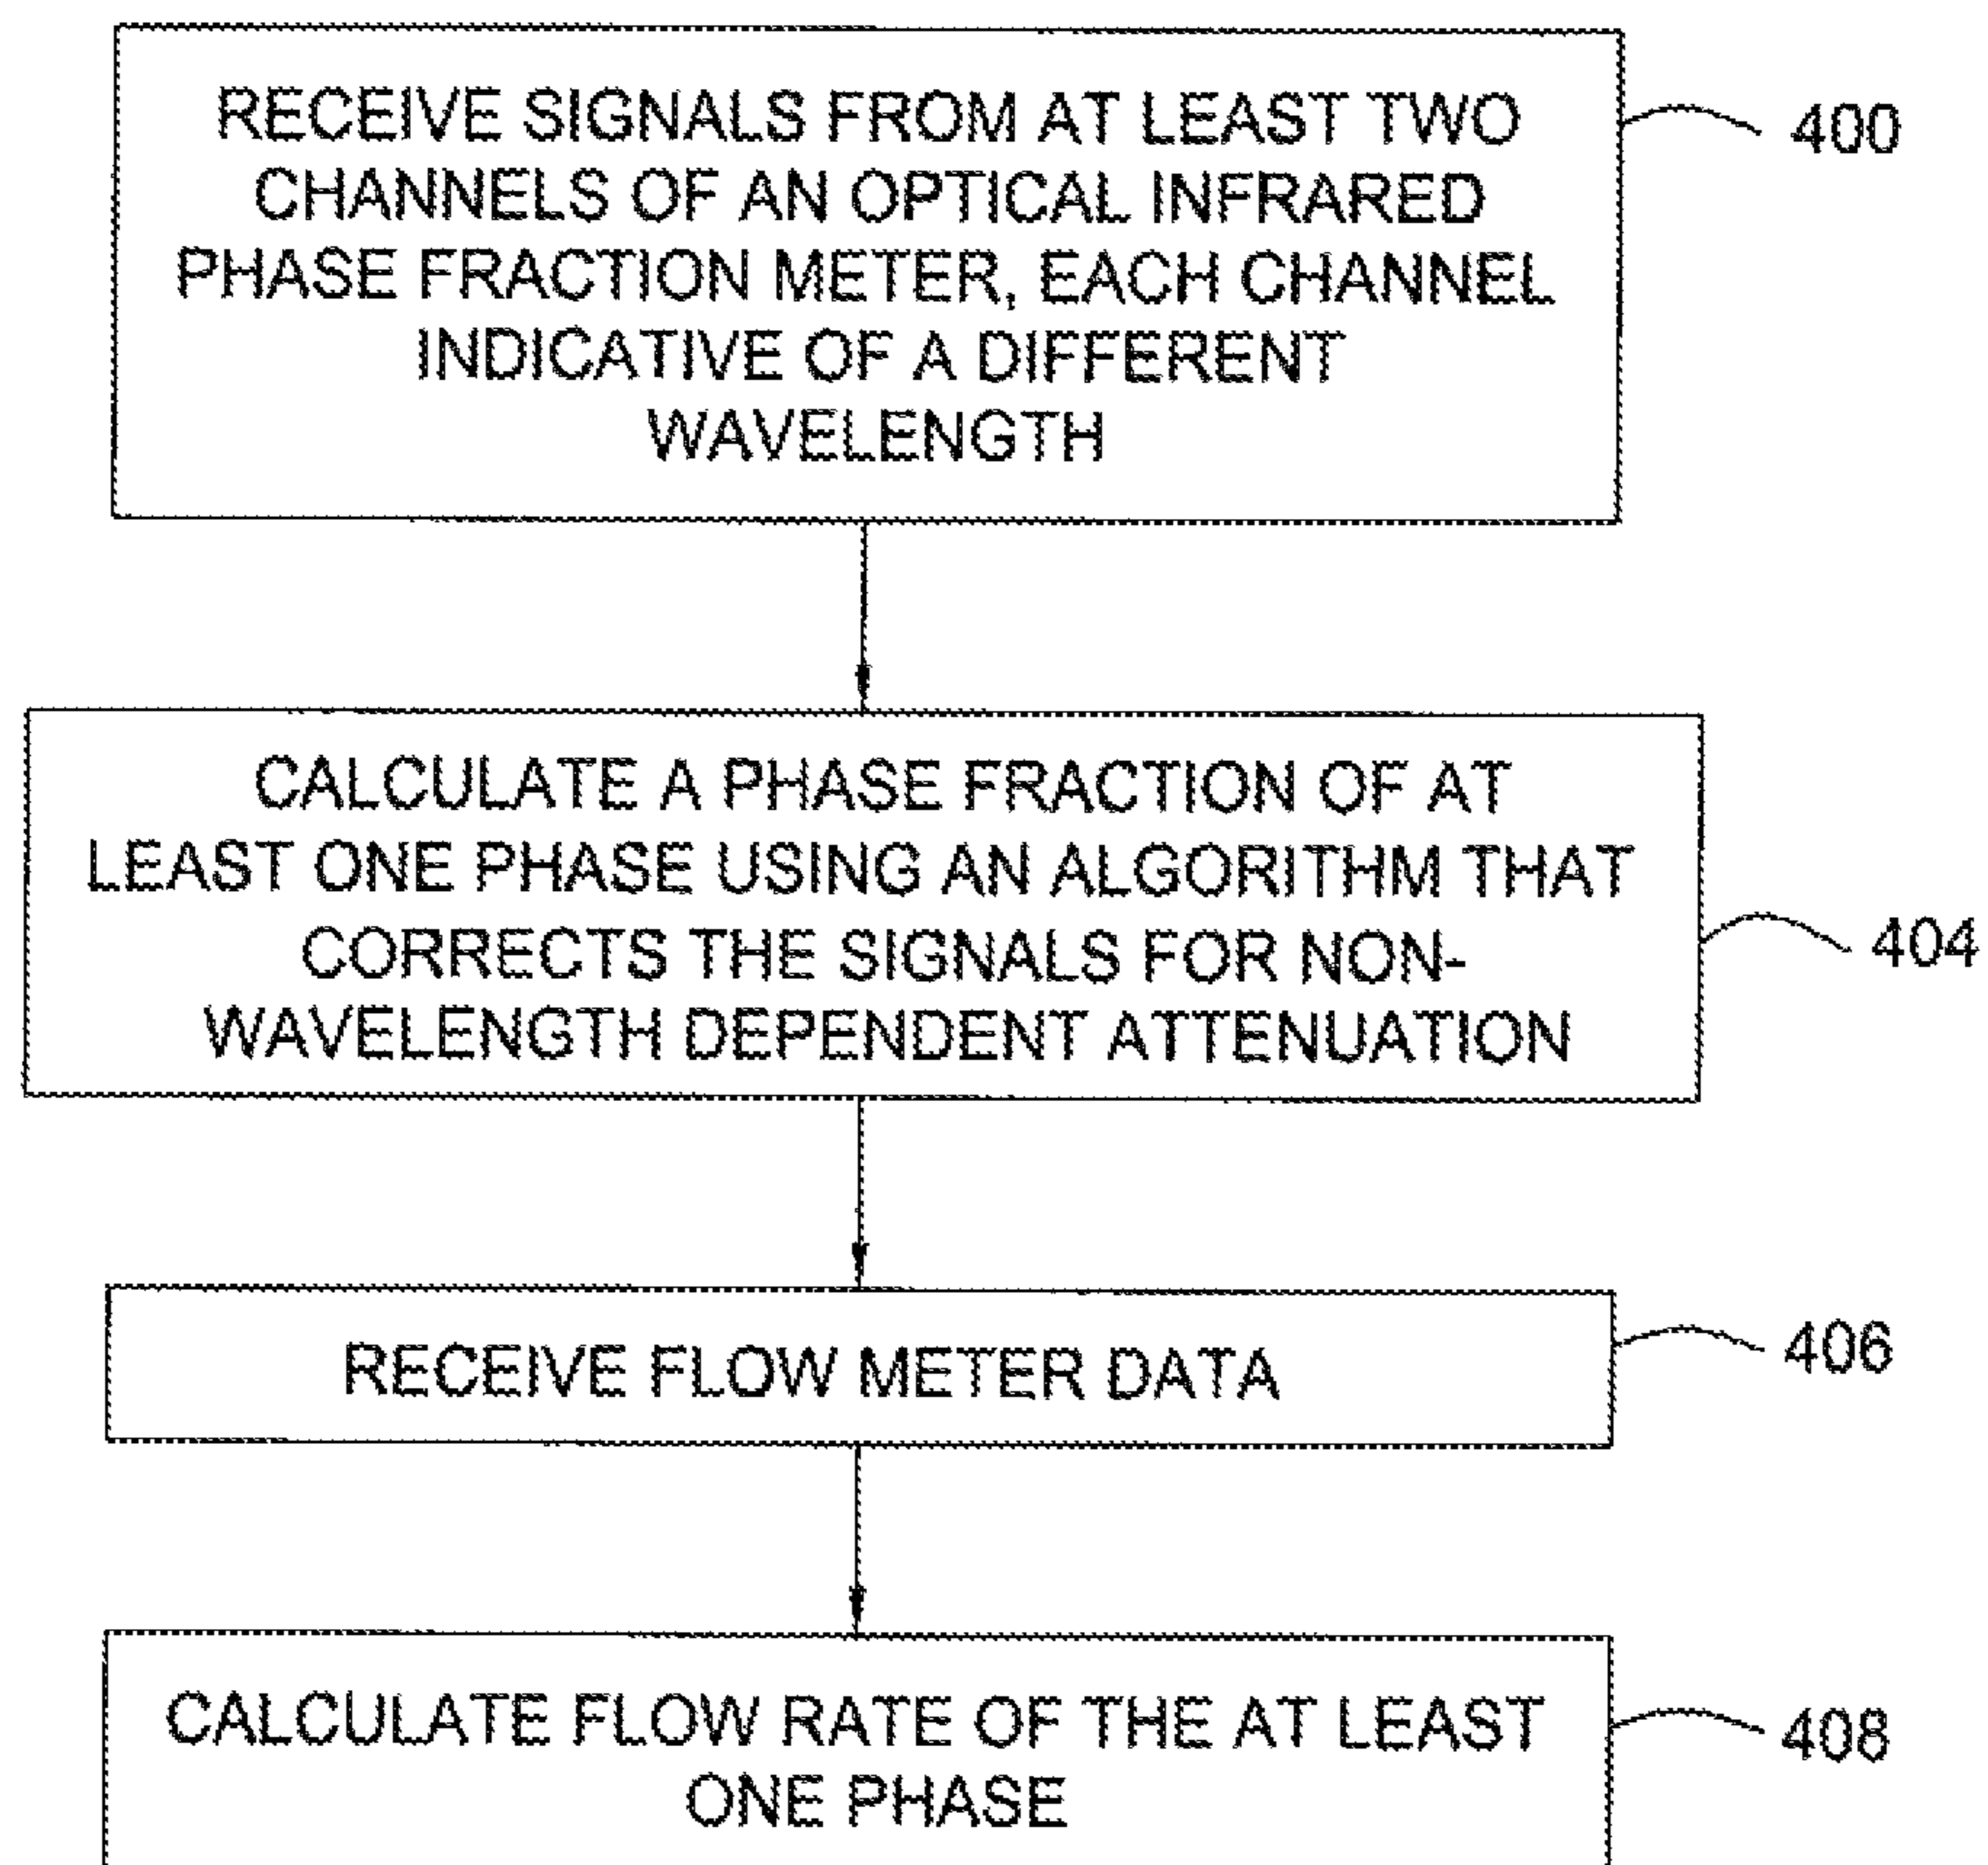 RECEIVE SIGNALS FROM AT LEAST TWO
CHANNELS OF AN OPTICAL INFRARED
PHASE FRACTION METER, EACH CHANNEL
INDICATIVE OF A DIFFERENT
WAVELENGTH
400
CALCULATE A PHASE FRACTION OF AT
LEAST ONE PHASE USING AN ALGORITHM THAT
CORRECTS THE SIGNALS FOR NON-
WAVELENGTH DEPENDENT ATTENUATION
404
RECEIVE FLOW METER DATA
406
CALCULATE FLOW RATE OF THE AT LEAST
ONE PHASE
408